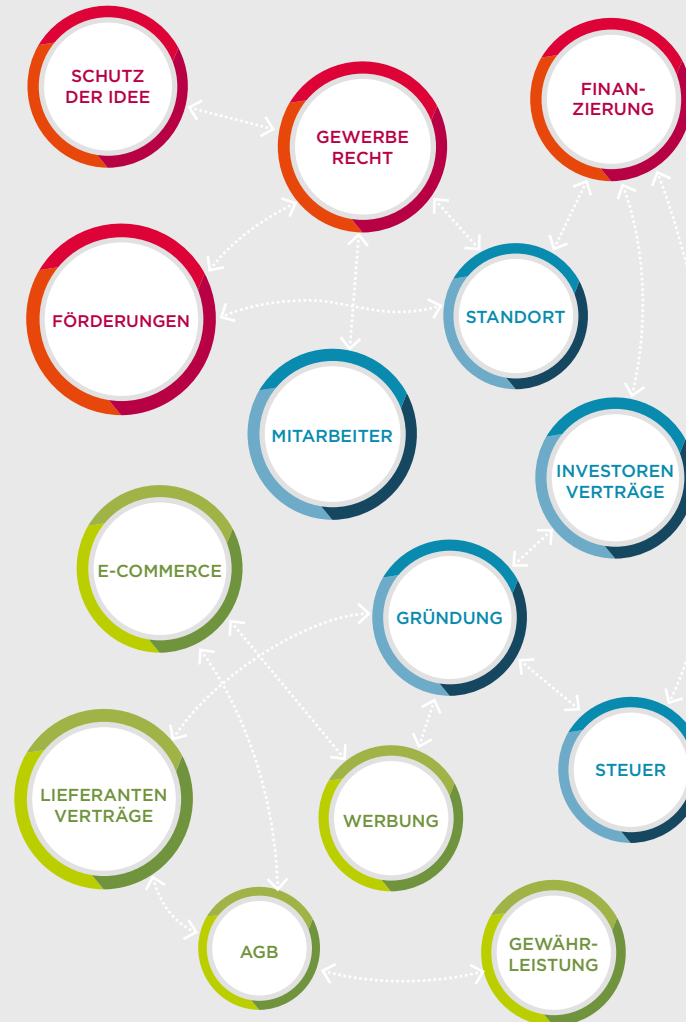 SCHUTZ
DER IDEE
FINAN-
ZIERUNG
GEWERBE
RECHT
FÖRDERUNGEN
STANDORT
MITARBEITER
INVESTOREN
VERTRÄGE
E-COMMERCE
GRÜNDUNG
STEUER
LIEFERANTEN
VERTRÄGE
WERBUNG
AGB
GEWÄHR-
LEISTUNG